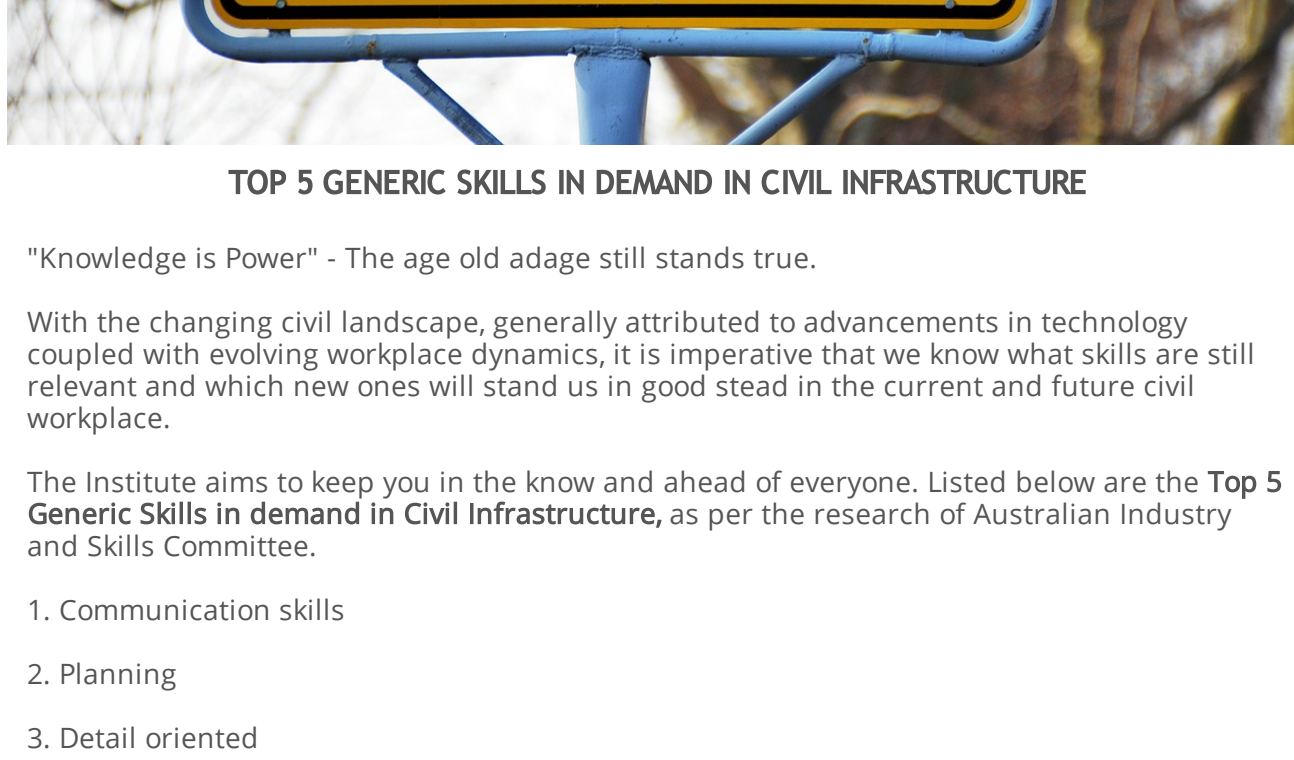 TOP 5 GENERIC SKILLS IN DEMAND IN CIVIL INFRASTRUCTURE
"Knowledge is Power" - The age old adage still stands true.
With the changing civil landscape, generally attributed to advancements in technology
coupled with evolving workplace dynamics, it is imperative that we know what skills are still
relevant and which new ones will stand us in good stead in the current and future civil
workplace.
The Institute aims to keep you in the know and ahead of everyone. Listed below are the Top 5
Generic Skills in demand in Civil Infrastructure, as per the research of Australian Industry
and Skills Committee.
1. Communication skills
2. Planning
3. Detail oriented